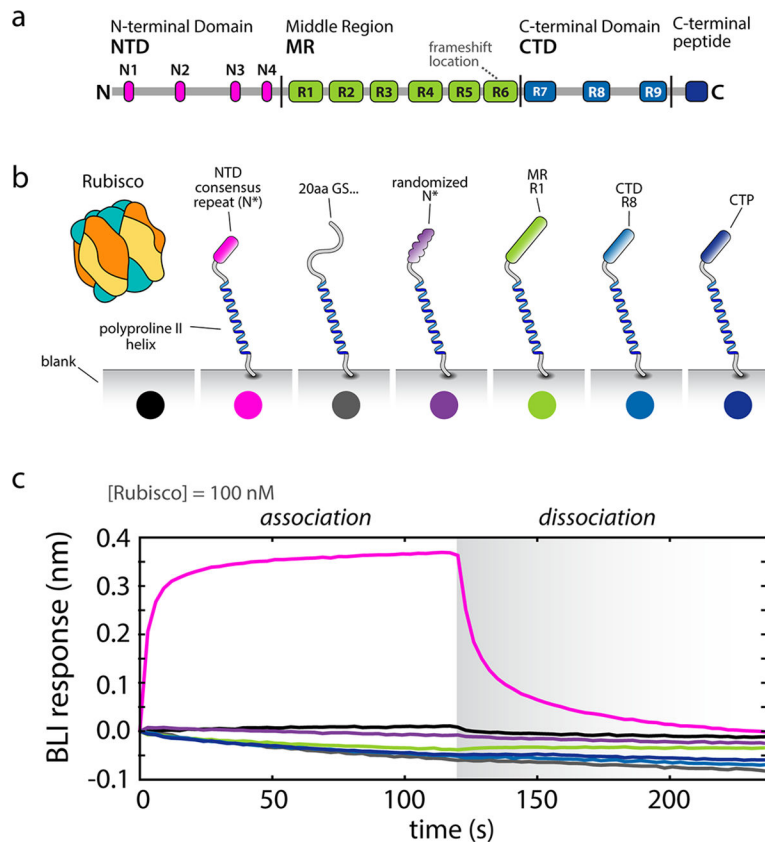 a
N-terminal Domain
NTD
Middle Region
MR
frameshift
location
C-terminal Domain
CTD
C-terminal
peptide
N
N1
N2
N3
N4
R1
R2
R3
R4
R5
R6
R7
R8
R9
C
b
Rubisco
NTD
consensus
repeat (N*)
20aa GS...
randomized
N*
MR
R1
CTD
R8
CTP
polyproline II
helix
blank
c
[Rubisco] = 100 nM
association
dissociation
BLI response (nm)
0.4
0.3
0.2
0.1
0.0
-0.1
0
50
100
150
200
time (s)